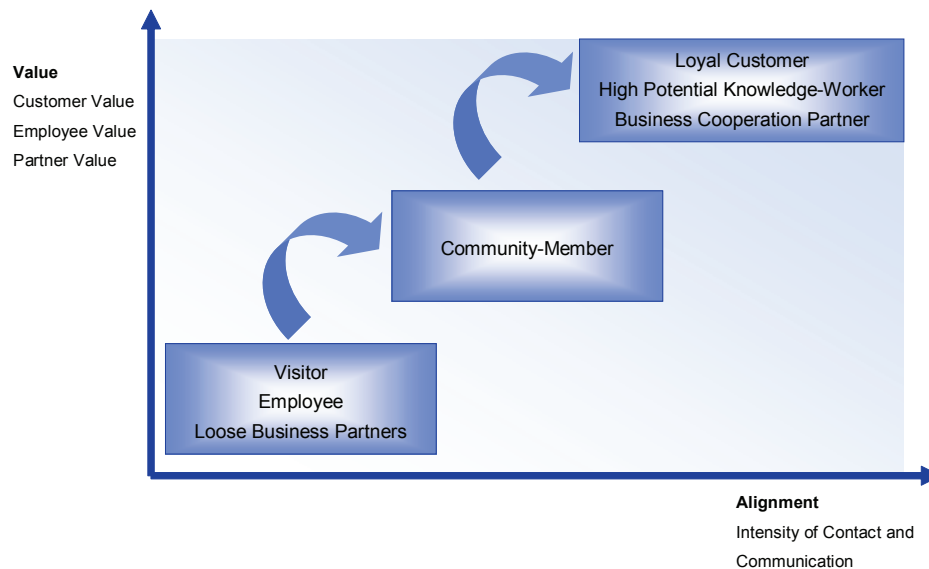 Value
Customer Value
Employee Value
Partner Value
Loyal Customer
High Potential Knowledge-Worker
Business Cooperation Partner
Community-Member
Visitor
Employee
Loose Business Partners
Alignment
Intensity of Contact and
Communication